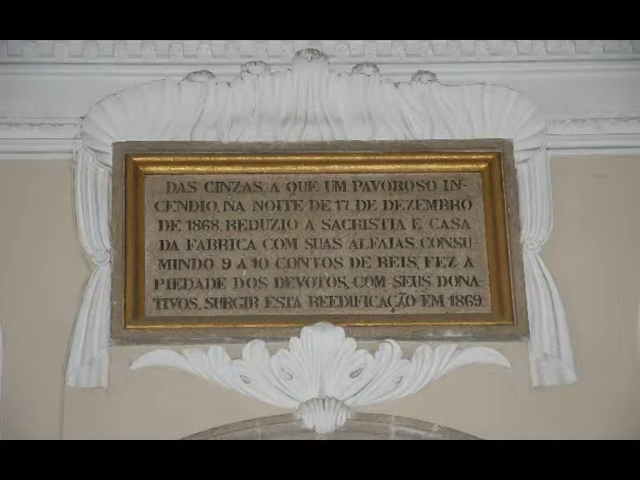 DAS CINZAS, A QUE UM PAVOROSO IN-
CENDIO, NA NOITE DE 17 DE DEZEMBRO
DE 1868, REDUZIO A SACRISTIA E CASA
DA FABRICA COM SUAS ALFAIAS, CONSU-
MINDO 9 A 10 CONTOS DE REIS, FEZ A
PIEDADE DOS DEVOTOS, COM SEUS DONA-
TIVOS, SURGIR ESTA REEDIFICAÇÃO EM 1869.